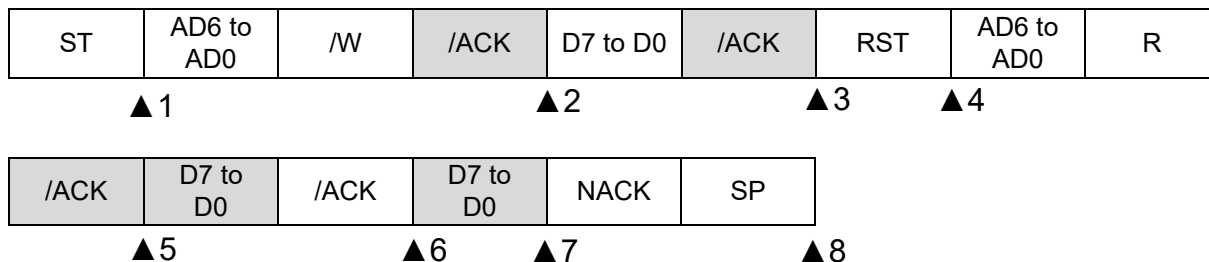 ST AD6 to AD0 /W /ACK D7 to D0 /ACK RST AD6 to AD0 R
▲1 ▲2 ▲3 ▲4
/ACK D7 to D0 /ACK D7 to D0 NACK SP
▲5 ▲6 ▲7 ▲8